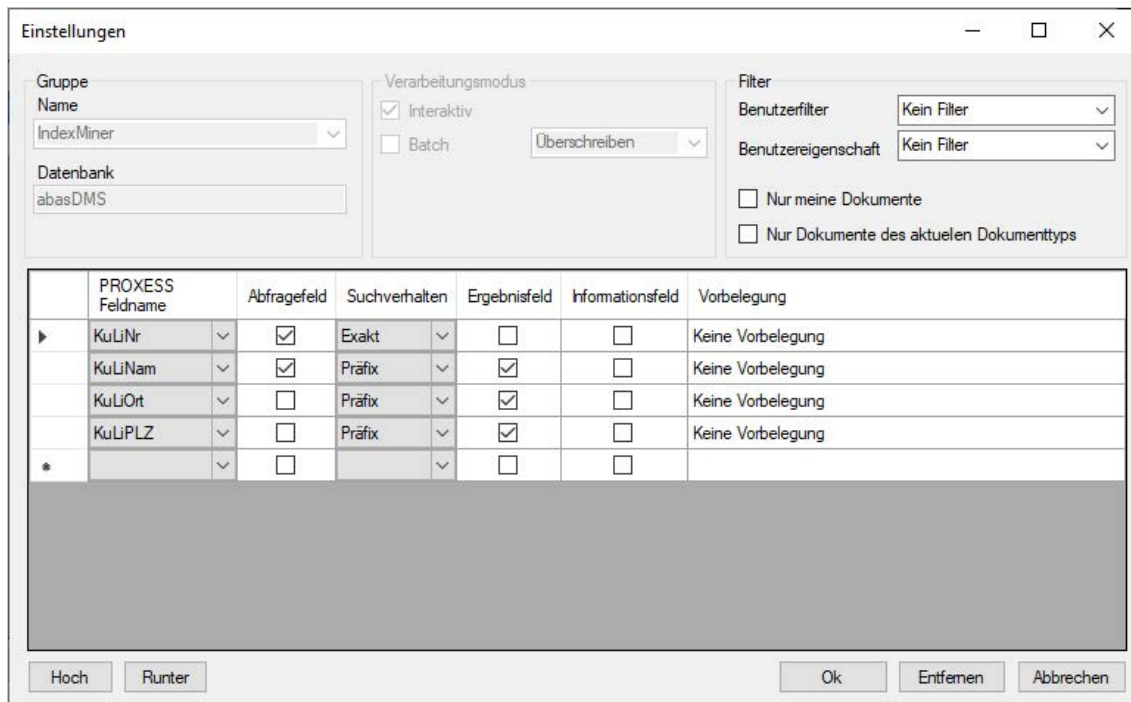 Einstellungen
Gruppe
Name
IndexMiner
Datenbank
abasDMS
Verarbeitungsmodus
Interaktiv
Batch
Überschreiben
Filter
Benutzerfilter
Kein Filter
Benutzereigenschaft
Kein Filter
Nur meine Dokumente
Nur Dokumente des aktuelen Dokumenttyps
PROXESS Feldname Abfragefeld Suchverhalten Ergebnisfeld Informationsfeld Vorbelegung
KuLiNr Exakt Keine Vorbelegung
KuLiNam Präfix Keine Vorbelegung
KuLiOrt Präfix Keine Vorbelegung
KuLiPLZ Präfix Keine Vorbelegung
Hoch Runter Ok Entfernen Abbrechen